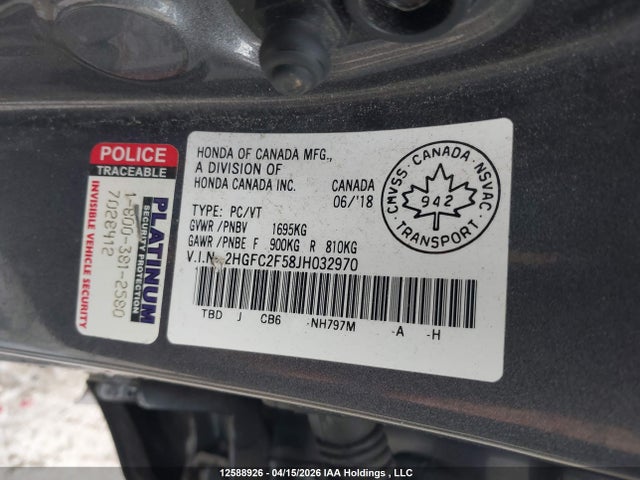 POLICE
TRACEABLE
INVISIBLE VEHICLE SECURITY
7028412
1-800-381-2580
SECURITY PROTECTION
PLATINUM
HONDA OF CANADA MFG.,
A DIVISION OF
HONDA CANADA INC. CANADA
06/'18
TYPE: PC/VT
GVWR /PNBV 1695KG
GAWR /PNBE F 900KG R 810KG
V.I.N. 2HGFC2F58JH032970
TBD J CB6 -NH797M -A -H
CMVSS - CANADA - NSVAC
942
TRANSPORT
12588926 - 04/15/2026 IAA Holdings , LLC